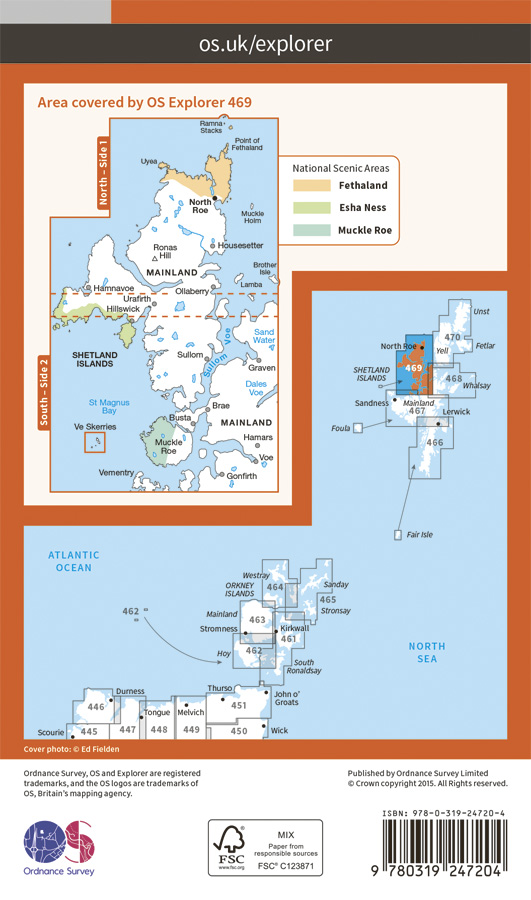 os.uk/explorer
Area covered by OS Explorer 469
North – Side 1
South – Side 2
Ramna
Stacks
Point of
Fethaland
Uyea
North
Roe
Muckle
Holm
Ronas
Hill
Housesetter
MAINLAND
Brother
Isle
Lamba
Hamnavoe
Ollaberry
Urafirth
Hillswick
Sand
Water
SHETLAND
ISLANDS
Sullom
Sullom Voe
Graven
Dales
Voe
St Magnus
Bay
Busta
Brae
Ve Skerries
MAINLAND
Muckle
Roe
Hamars
Voe
Vementry
Gonfirth
National Scenic Areas
Fethaland
Esha Ness
Muckle Roe
Unst
470
North Roe
Yell
Fetlar
469
SHETLAND
ISLANDS
468
Whalsay
Sandness
Mainland
467
Lerwick
Foula
466
Fair Isle
ATLANTIC
OCEAN
Westray
ORKNEY
ISLANDS
464
Sanday
465
Stronsay
462
Mainland
463
Stromness
Kirkwall
461
Hoy
462
South
Ronaldsay
NORTH
SEA
Durness
Thurso
John o'
Groats
446
Tongue
Melvich
451
Scourie
445
447
448
449
450
Wick
Cover photo: © Ed Fielden
Ordnance Survey, OS and Explorer are registered
trademarks, and the OS logos are trademarks of
OS, Britain's mapping agency.
Published by Ordnance Survey Limited
© Crown copyright 2015. All Rights reserved.
OS
Ordnance Survey
FSC
www.fsc.org
MIX
Paper from
responsible sources
FSC® C123871
ISBN: 978-0-319-24720-4
9 780319 247204